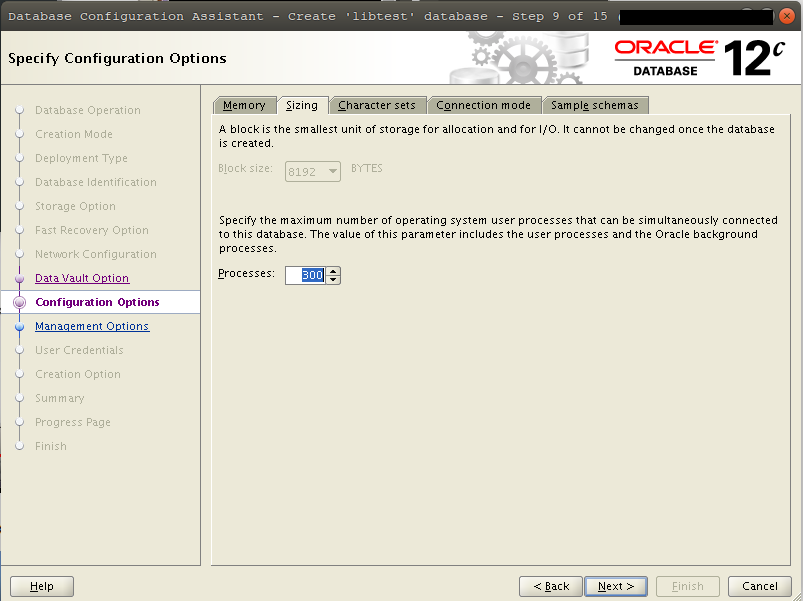 Database Configuration Assistant - Create 'libtest' database - Step 9 of 15
Specify Configuration Options
ORACLE
DATABASE
12c
Database Operation
Creation Mode
Deployment Type
Database Identification
Storage Option
Fast Recovery Option
Network Configuration
Data Vault Option
Configuration Options
Management Options
User Credentials
Creation Option
Summary
Progress Page
Finish
Memory Sizing Character sets Connection mode Sample schemas
A block is the smallest unit of storage for allocation and for I/O. It cannot be changed once the database
is created.
Block size: 8192 BYTES
Specify the maximum number of operating system user processes that can be simultaneously connected
to this database. The value of this parameter includes the user processes and the Oracle background
processes.
Processes: 300
Help < Back Next > Finish Cancel